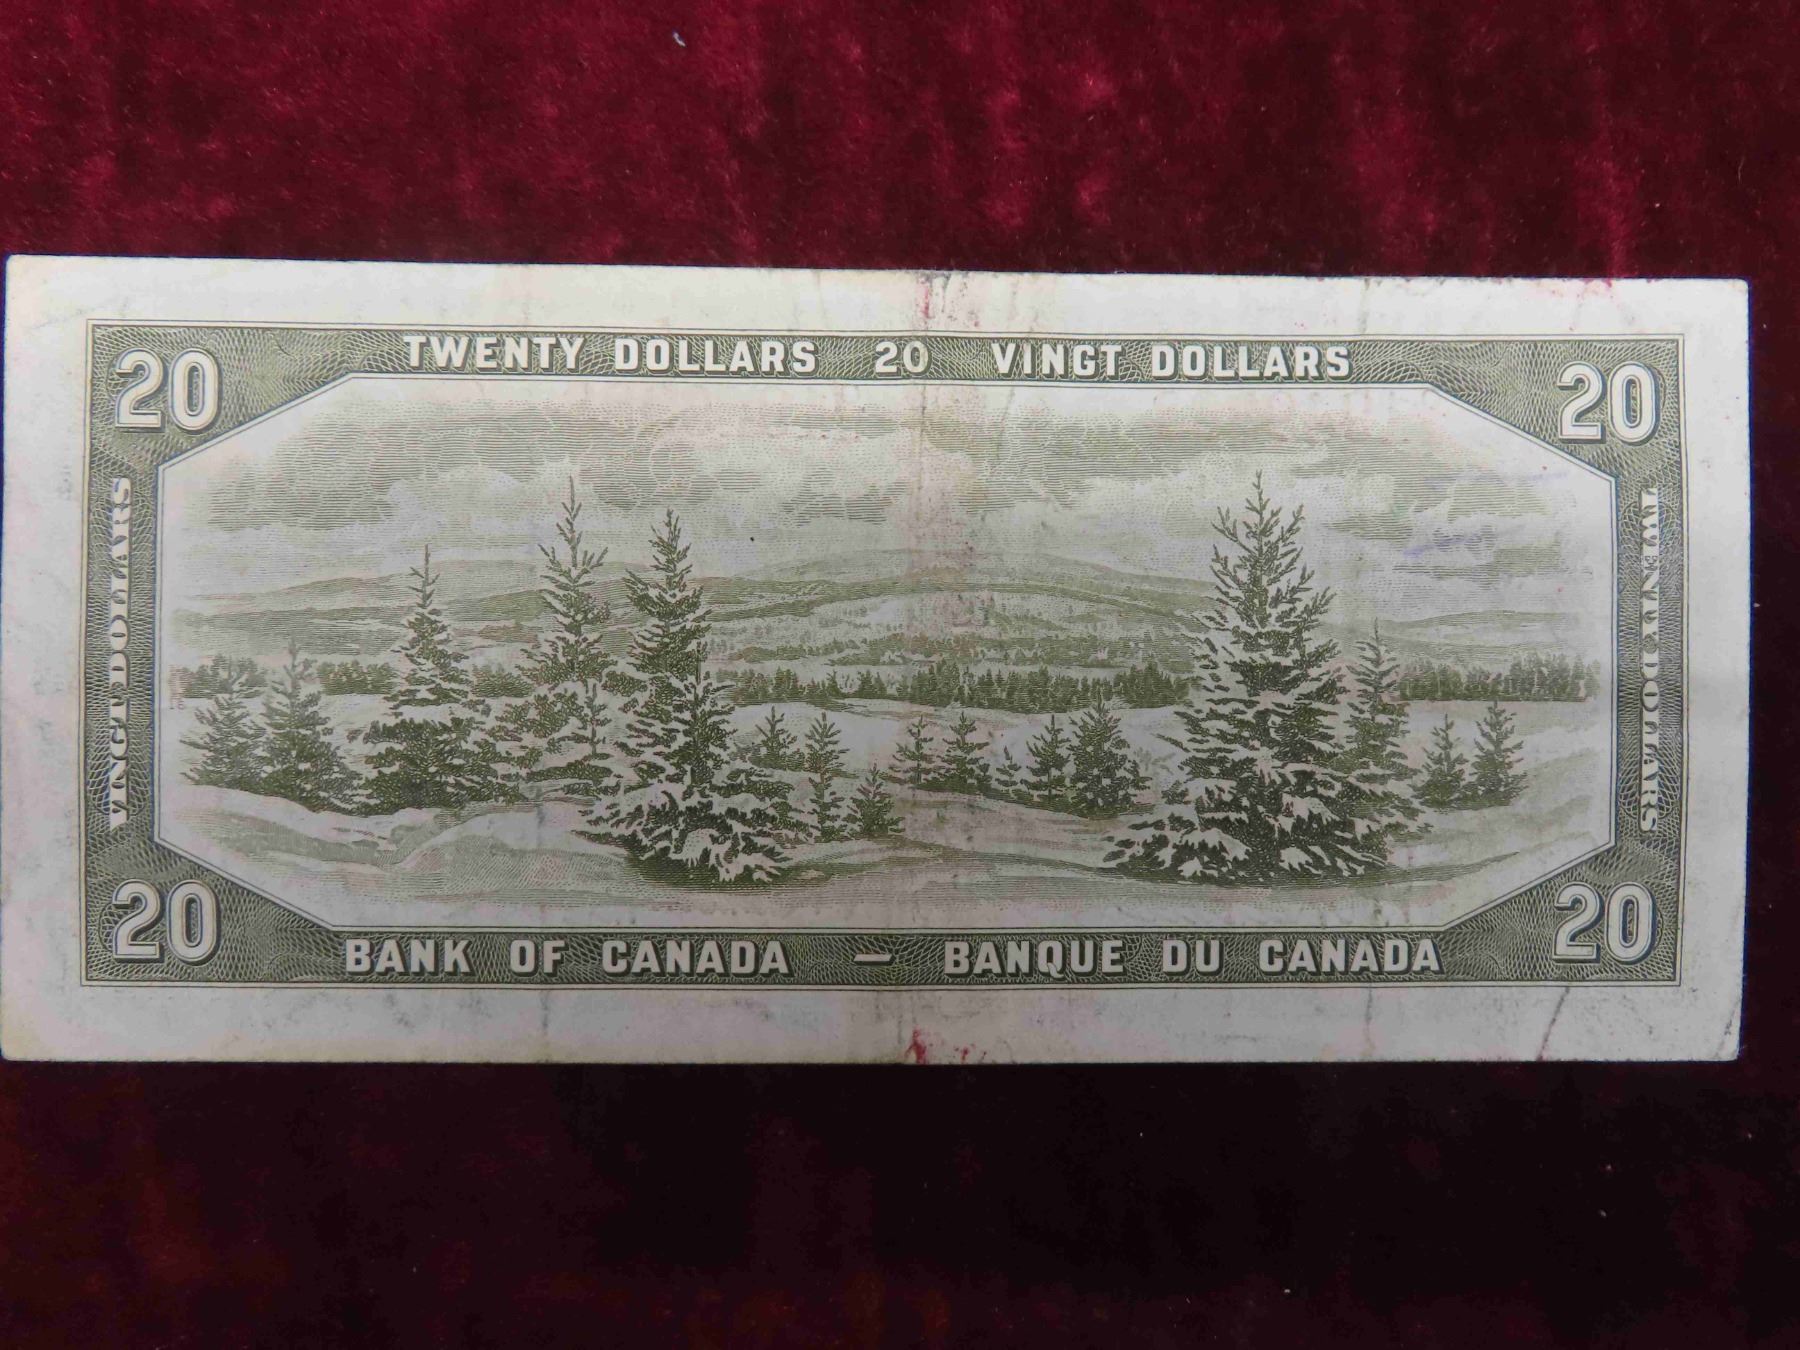 TWENTY DOLLARS 20 VINGT DOLLARS
20
20
VINGT DOLLARS
TWENTY DOLLARS
20
20
BANK OF CANADA — BANQUE DU CANADA